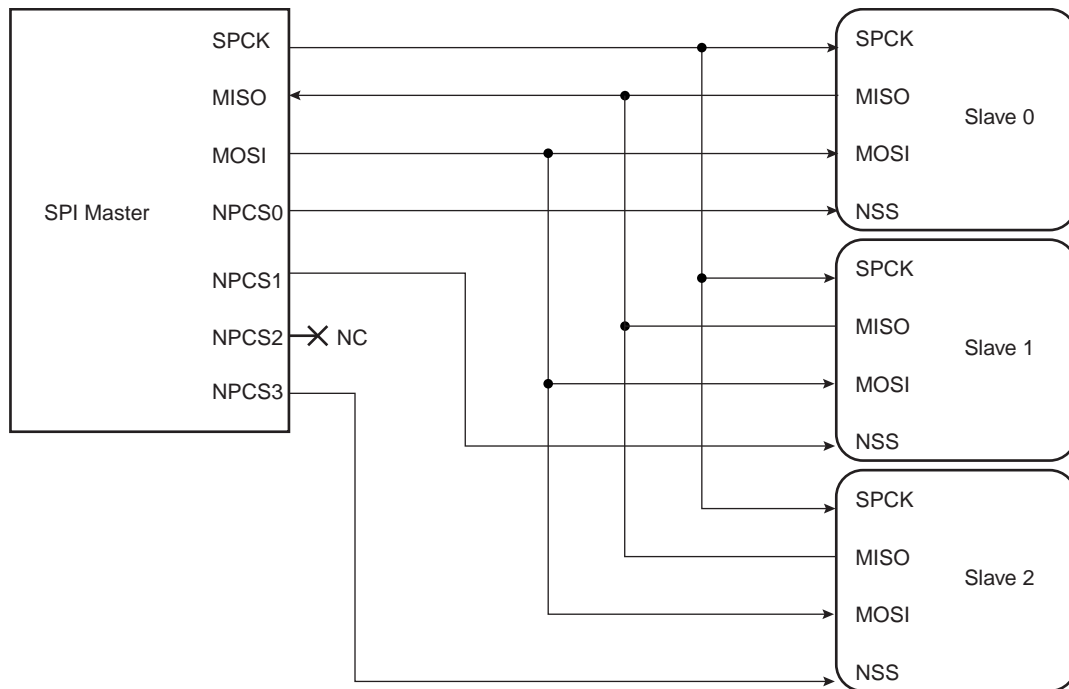 SPI Master
SPCK
MISO
MOSI
NPCS0
NPCS1
NPCS2
NC
NPCS3
Slave 0
SPCK
MISO
MOSI
NSS
Slave 1
SPCK
MISO
MOSI
NSS
Slave 2
SPCK
MISO
MOSI
NSS